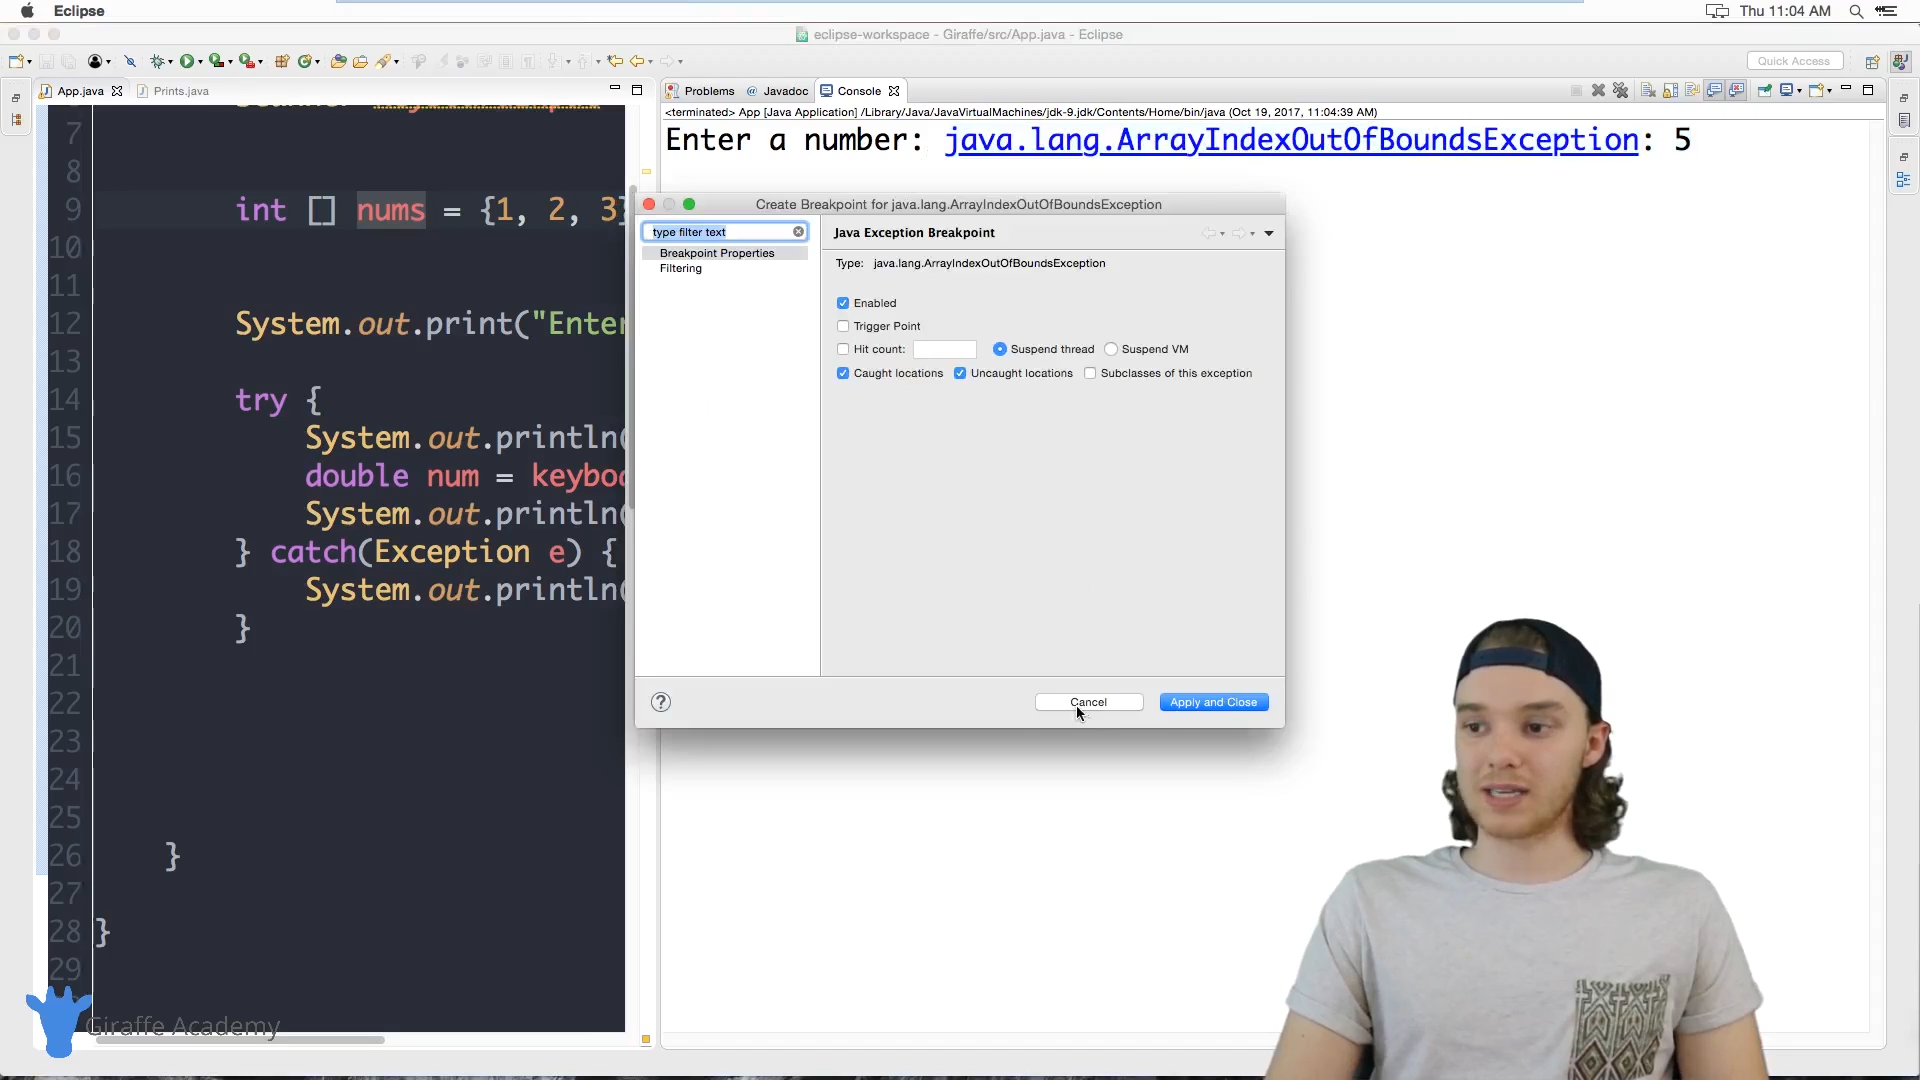 Eclipse
Thu 11:04 AM
eclipse-workspace - Giraffe/src/App.java - Eclipse
Quick Access
App.java
Prints.java
Problems
@ Javadoc
Console
<terminated> App [Java Application] /Library/Java/JavaVirtualMachines/jdk-9.jdk/Contents/Home/bin/java (Oct 19, 2017, 11:04:39 AM)
Enter a number: java.lang.ArrayIndexOutOfBoundsException: 5
7
8
9 int [] nums = {1, 2, 3}
10
11
12 System.out.print("Enter
13
14 try {
15 System.out.println(
16 double num = keyboa
17 System.out.println(
18 } catch(Exception e) {
19 System.out.println(
20 }
21
22
23
24
25
26 }
27
28 }
29
Create Breakpoint for java.lang.ArrayIndexOutOfBoundsException
type filter text
Breakpoint Properties
Filtering
Java Exception Breakpoint
Type: java.lang.ArrayIndexOutOfBoundsException
Enabled
Trigger Point
Hit count:
Suspend thread
Suspend VM
Caught locations
Uncaught locations
Subclasses of this exception
?
Cancel
Apply and Close
Giraffe Academy